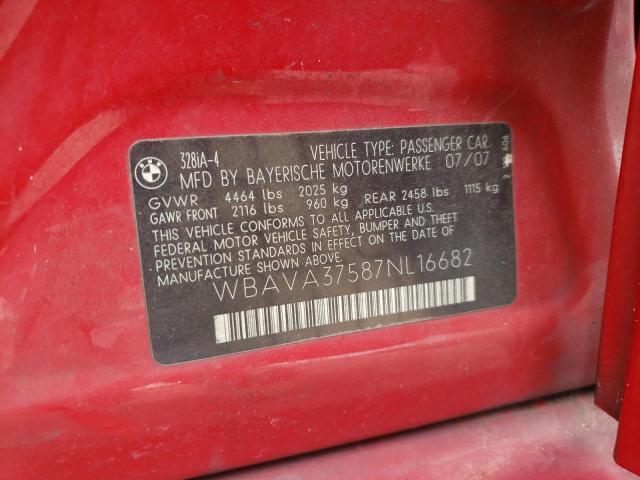 BMW
328iA-4 VEHICLE TYPE: PASSENGER CAR
MFD BY BAYERISCHE MOTORENWERKE 07/07
GVWR 4464 lbs 2025 kg
GAWR FRONT 2116 lbs 960 kg REAR 2458 lbs 1115 kg
THIS VEHICLE CONFORMS TO ALL APPLICABLE
FEDERAL MOTOR VEHICLE SAFETY, BUMPER AND THEFT
PREVENTION STANDARDS IN EFFECT ON THE DATE OF
MANUFACTURE SHOWN ABOVE.
WBAVA37587NL16682